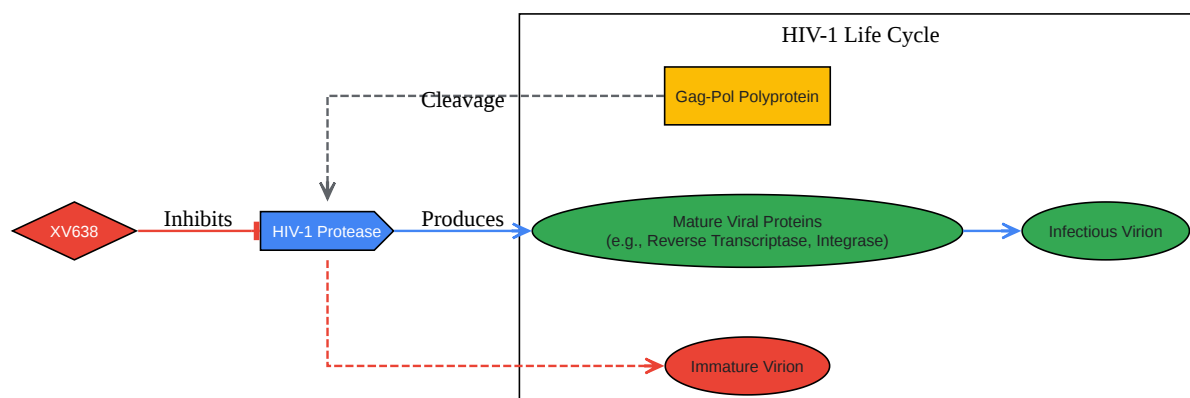 HIV-1 Life Cycle
Gag-Pol Polyprotein
Cleavage
XV638
Inhibits
HIV-1 Protease
Produces
Mature Viral Proteins
(e.g., Reverse Transcriptase, Integrase)
Infectious Virion
Immature Virion